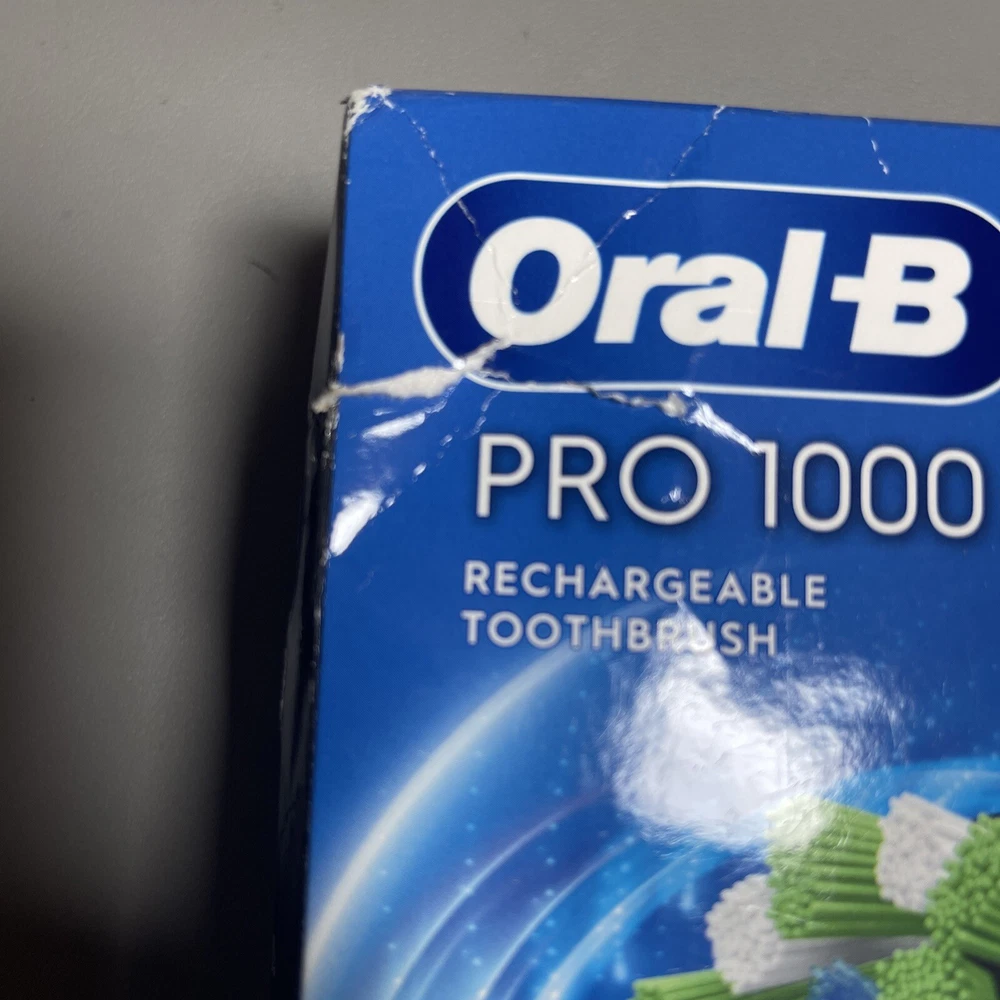 Oral-B
PRO 1000
RECHARGEABLE
TOOTHBRUSH